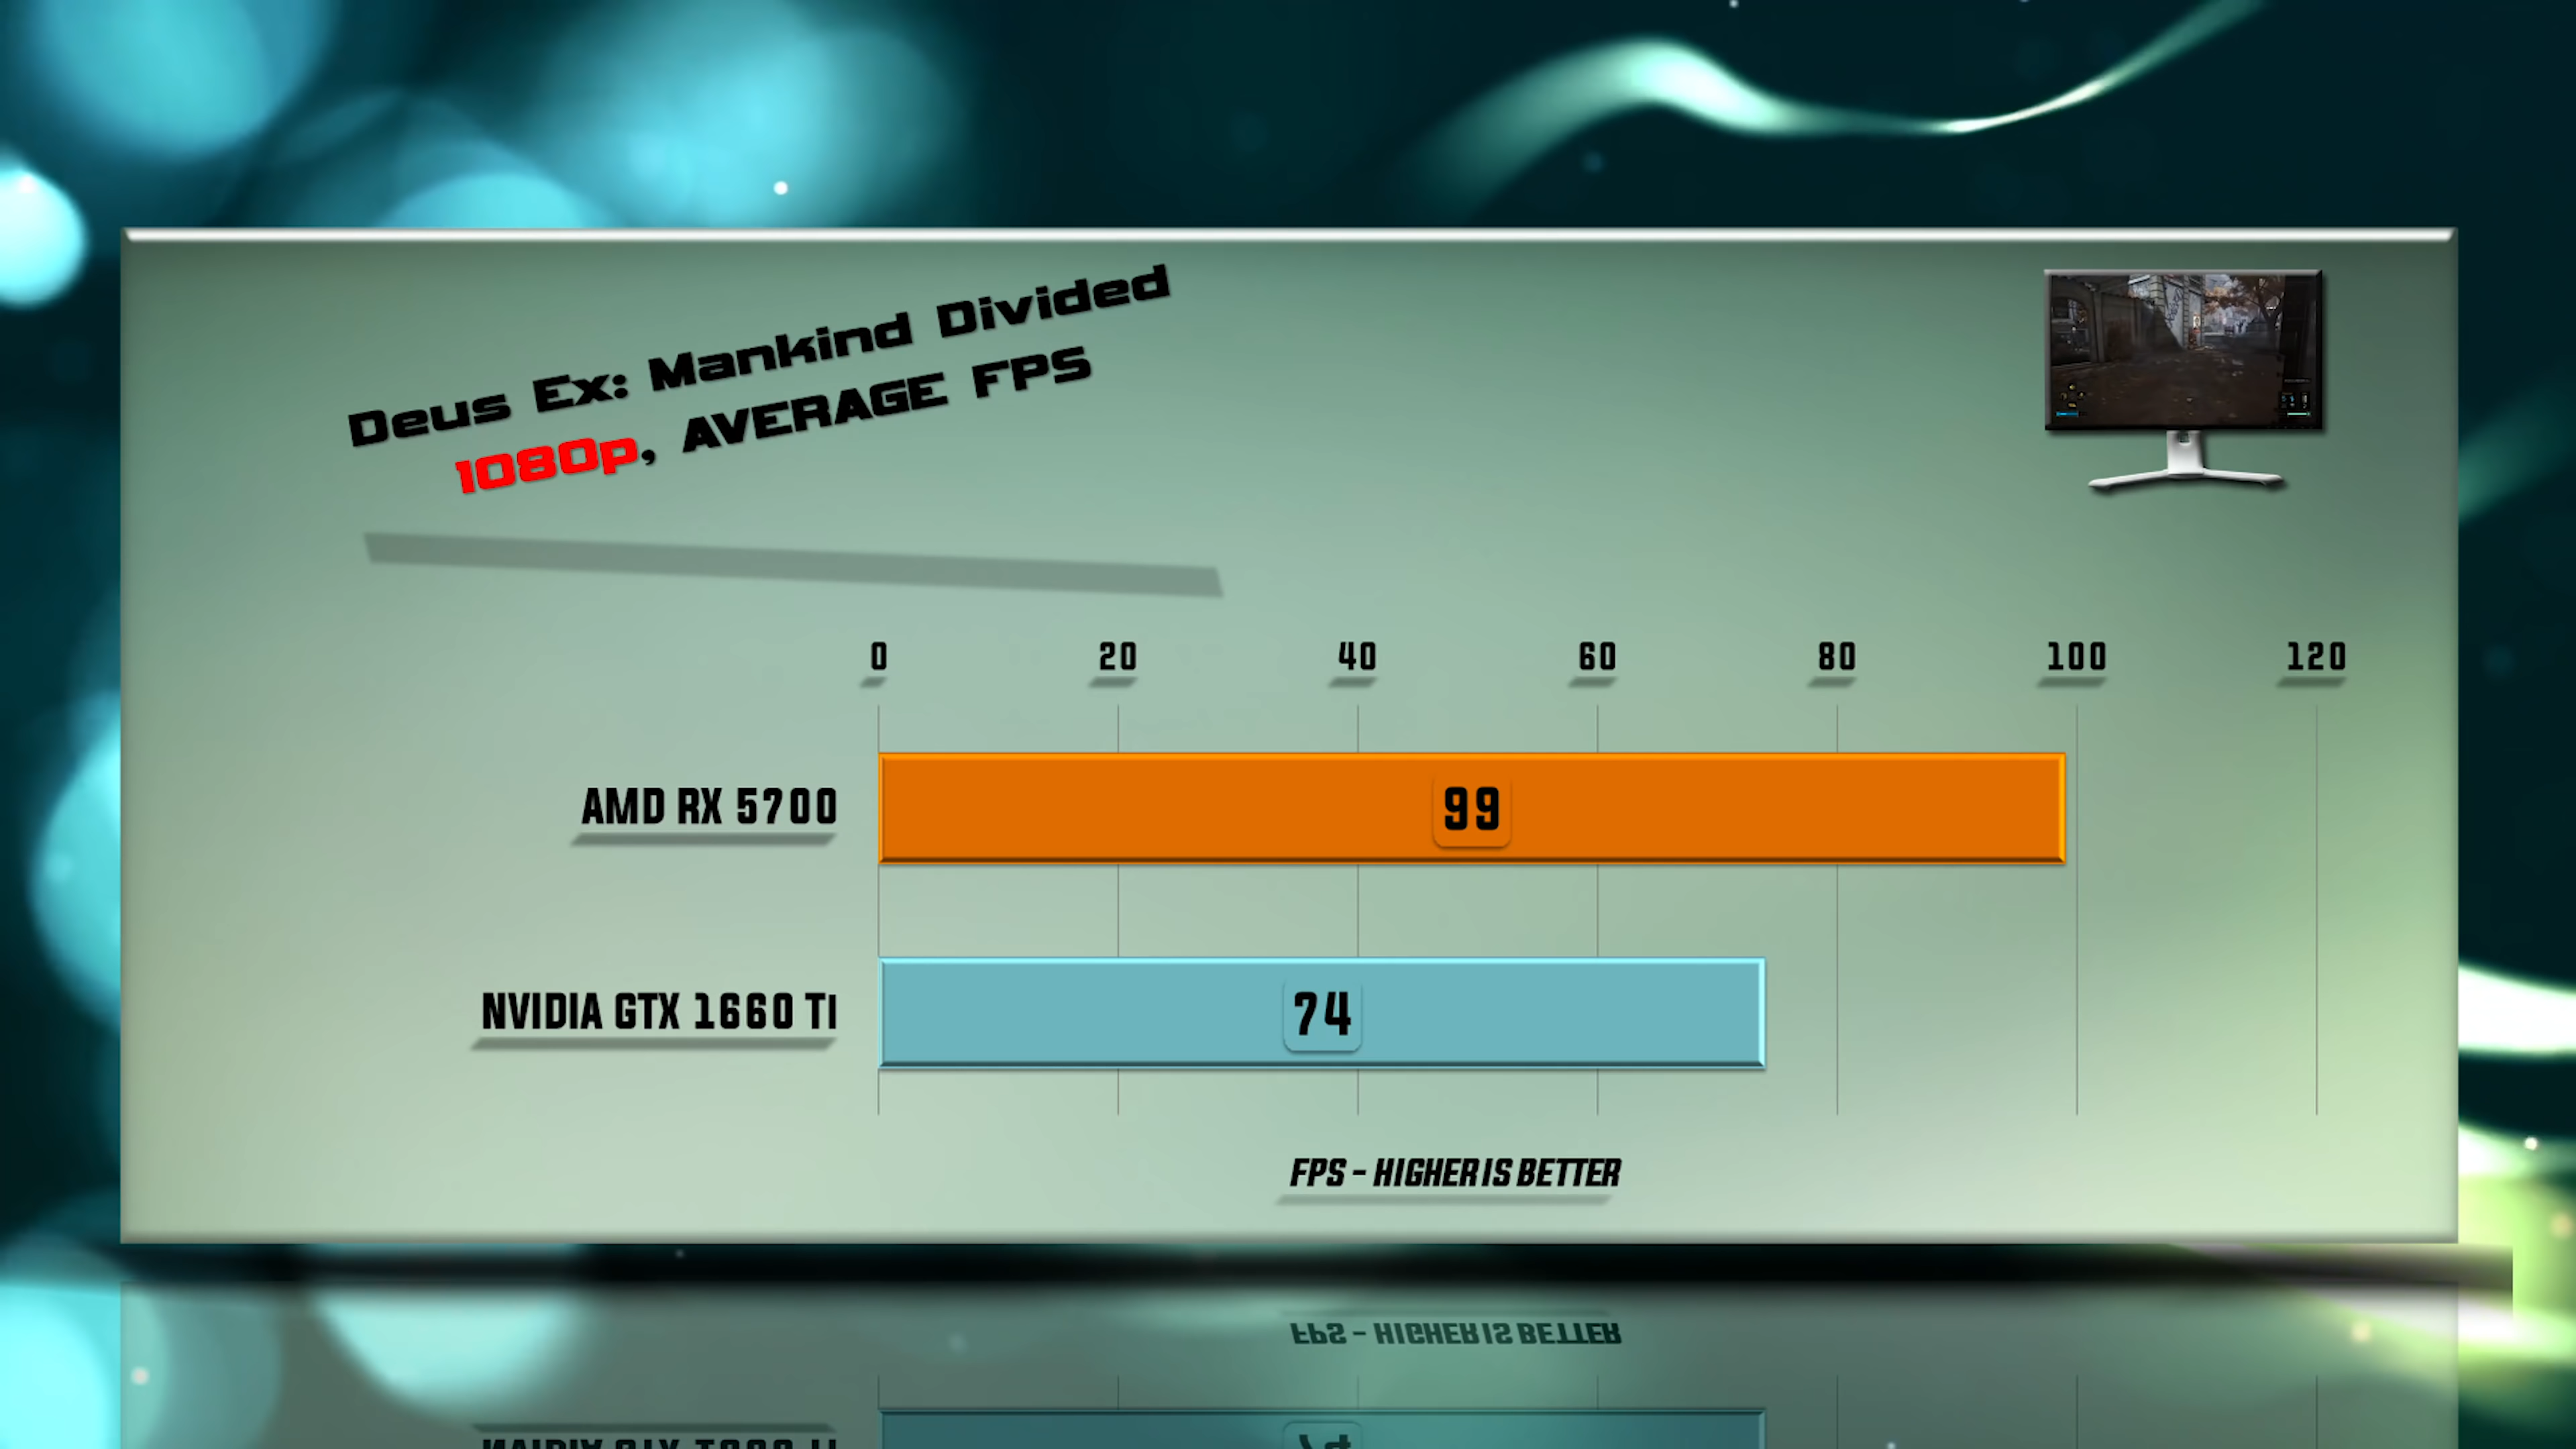 Deus Ex: Mankind Divided
1080p, AVERAGE FPS
0 20 40 60 80 100 120
AMD RX 5700
99
NVIDIA GTX 1660 TI
74
FPS - HIGHER IS BETTER